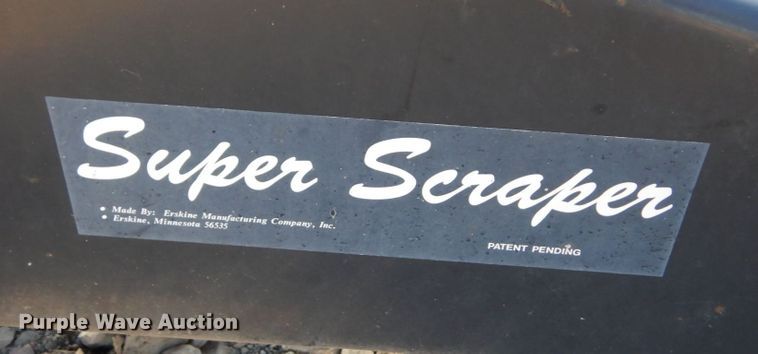 Super Scraper
• Made By: Erskine Manufacturing Company, Inc.
• Erskine, Minnesota 56535
PATENT PENDING
Purple Wave Auction